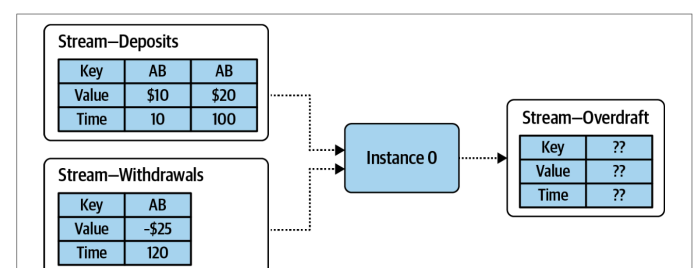 Stream—Deposits
Key AB AB
Value $10 $20
Time 10 100
Stream—Withdrawals
Key AB
Value -$25
Time 120
Instance 0
Stream—Overdraft
Key ??
Value ??
Time ??